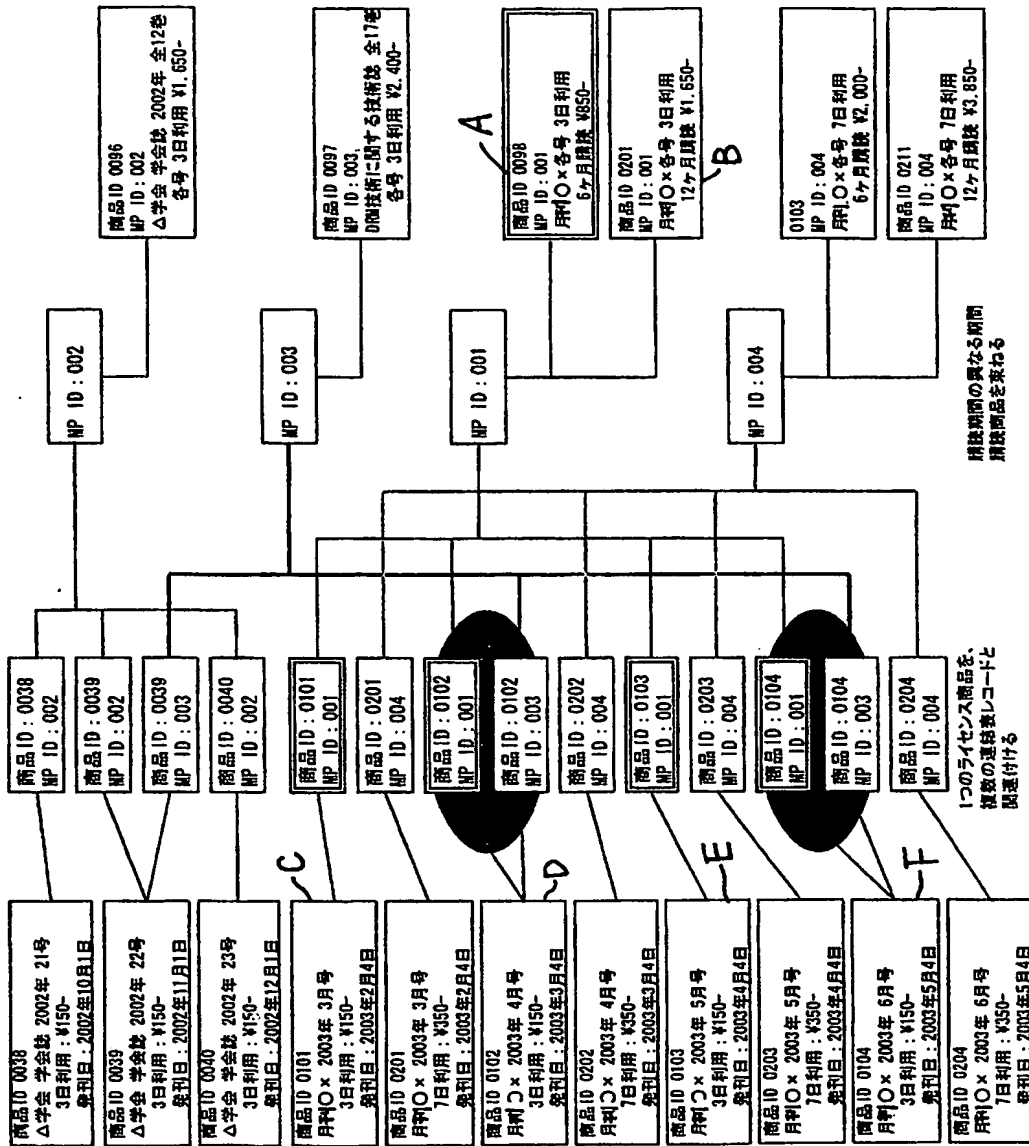 商品ID 0038
△学会 学会誌 2002年 21号
3日利用:¥150-
発刊日:2002年10月1日
商品ID 0039
△学会 学会誌 2002年 22号
3日利用:¥150-
発刊日:2002年11月1日
商品ID 0040
△学会 学会誌 2002年 23号
3日利用:¥150-
発刊日:2002年12月1日
商品ID 0101
月刊○× 2003年 3月号
3日利用:¥150-
発刊日:2003年2月4日
商品ID 0201
月刊○× 2003年 3月号
7日利用:¥350-
発刊日:2003年2月4日
商品ID 0102
月刊○× 2003年 4月号
3日利用:¥150-
発刊日:2003年3月4日
商品ID 0202
月刊○× 2003年 4月号
7日利用:¥350-
発刊日:2003年3月4日
商品ID 0103
月刊○× 2003年 5月号
3日利用:¥150-
発刊日:2003年4月4日
商品ID 0203
月刊○× 2003年 5月号
7日利用:¥350-
発刊日:2003年4月4日
商品ID 0104
月刊○× 2003年 6月号
3日利用:¥150-
発刊日:2003年5月4日
商品ID 0204
月刊○× 2003年 6月号
7日利用:¥350-
発刊日:2003年5月4日
C
D
E
F
商品ID:0038
MP ID:002
商品ID:0039
MP ID:002
商品ID:0039
MP ID:003
商品ID:0040
MP ID:002
商品ID:0101
MP ID:001
商品ID:0201
MP ID:004
商品ID:0102
MP ID:001
商品ID:0102
MP ID:003
商品ID:0202
MP ID:004
商品ID:0103
MP ID:001
商品ID:0203
MP ID:004
商品ID:0104
MP ID:001
商品ID:0104
MP ID:003
商品ID:0204
MP ID:004
1つのライセンス商品を、
複数の連結表レコードと
関連付ける
MP ID:002
MP ID:003
MP ID:001
MP ID:004
購読期間の異なる期間
購読商品を束ねる
商品ID 0096
MP ID:002
△学会 学会誌 2002年 全12巻
各号 3日利用 ¥1,650-
商品ID 0097
MP ID:003,
DRM技術に関する技術誌 全17巻
各号 3日利用 ¥2,400-
商品ID 0098
MP ID:001
月刊○×各号 3日利用
6ヶ月購読 ¥850-
A
商品ID 0201
MP ID:001
月刊○×各号 3日利用
12ヶ月購読 ¥1,650-
B
0103
MP ID:004
月刊○×各号 7日利用
6ヶ月購読 ¥2,000-
商品ID 0211
MP ID:004
月刊○×各号 7日利用
12ヶ月購読 ¥3,850-